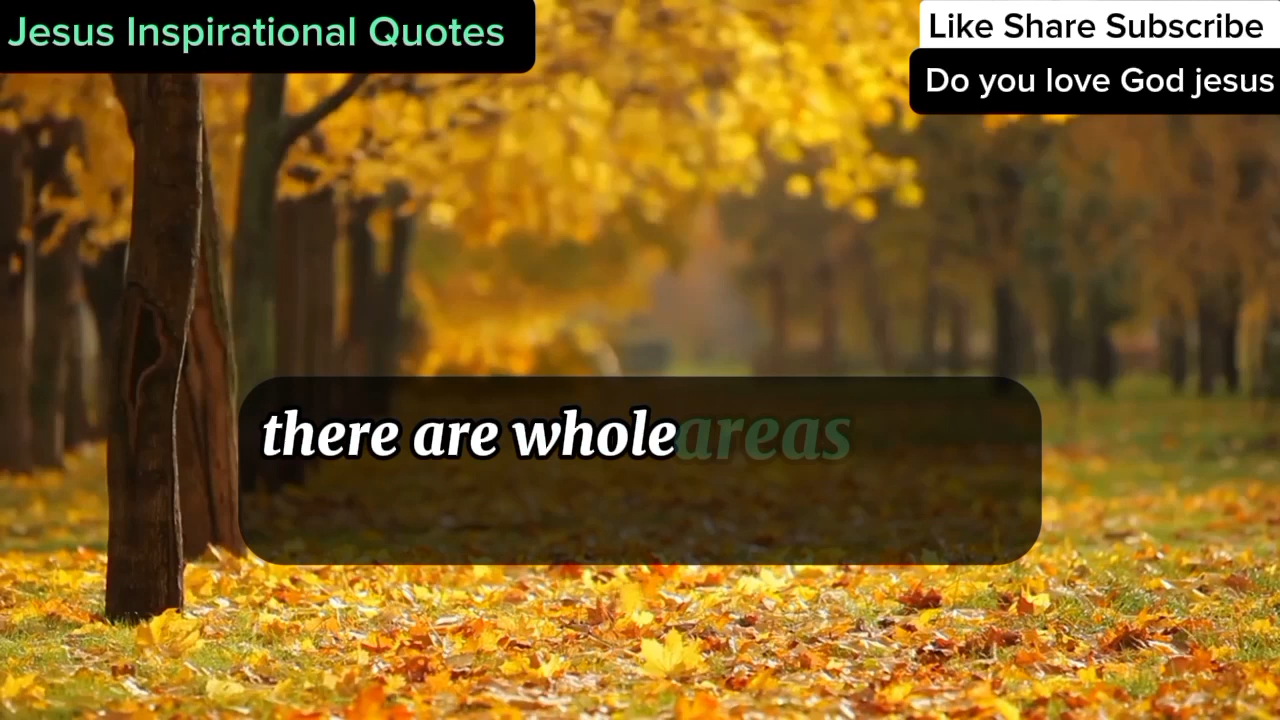 Jesus Inspirational Quotes
Like Share Subscribe
Do you love God jesus
there are whole areas